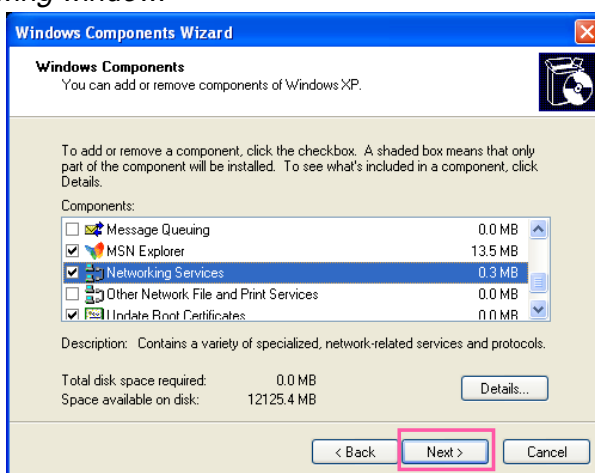 Windows Components Wizard
Windows Components
You can add or remove components of Windows XP.
To add or remove a component, click the checkbox. A shaded box means that only
part of the component will be installed. To see what's included in a component, click
Details.
Components:
Message Queuing 0.0 MB
MSN Explorer 13.5 MB
Networking Services 0.3 MB
Other Network File and Print Services 0.0 MB
Update Root Certificates 0.0 MB
Description: Contains a variety of specialized, network-related services and protocols.
Total disk space required: 0.0 MB
Space available on disk: 12125.4 MB
Details...
< Back Next > Cancel